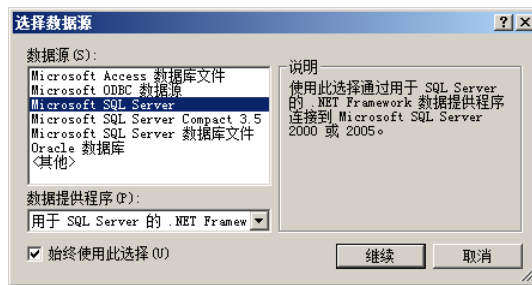 选择数据源
数据源(S):
Microsoft Access 数据库文件
Microsoft ODBC 数据源
Microsoft SQL Server
Microsoft SQL Server Compact 3.5
Microsoft SQL Server 数据库文件
Oracle 数据库
<其他>
说明
使用此选择通过用于 SQL Server
的 .NET Framework 数据提供程序
连接到 Microsoft SQL Server
2000 或 2005。
数据提供程序(P):
用于 SQL Server 的 .NET Framew
始终使用此选择(U)
继续
取消